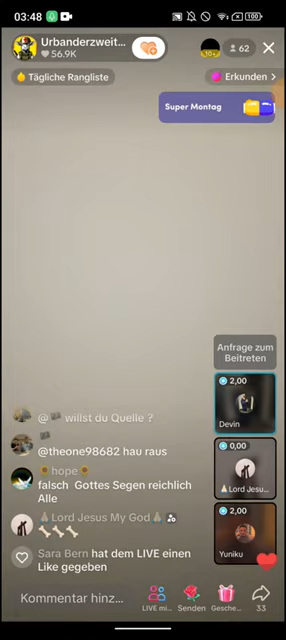 03:48
100
Urbanderzweit...
56.9K
10+
62
Tägliche Rangliste
Erkunden >
Super Montag
Anfrage zum
Beitreten
2,00
Devin
@🏴 willst du Quelle ?
0,00
🙏🏻Lord Jesu...
@theone98682 hau raus
🌻hope🌻
falsch Gottes Segen reichlich
Alle
2,00
Yuniku
🙏🏻Lord Jesus My God🙏🏻
🦴🦴🦴
Sara Bern hat dem LIVE einen
Like gegeben
Kommentar hinz...
LIVE mi...
Senden
Gesche...
33